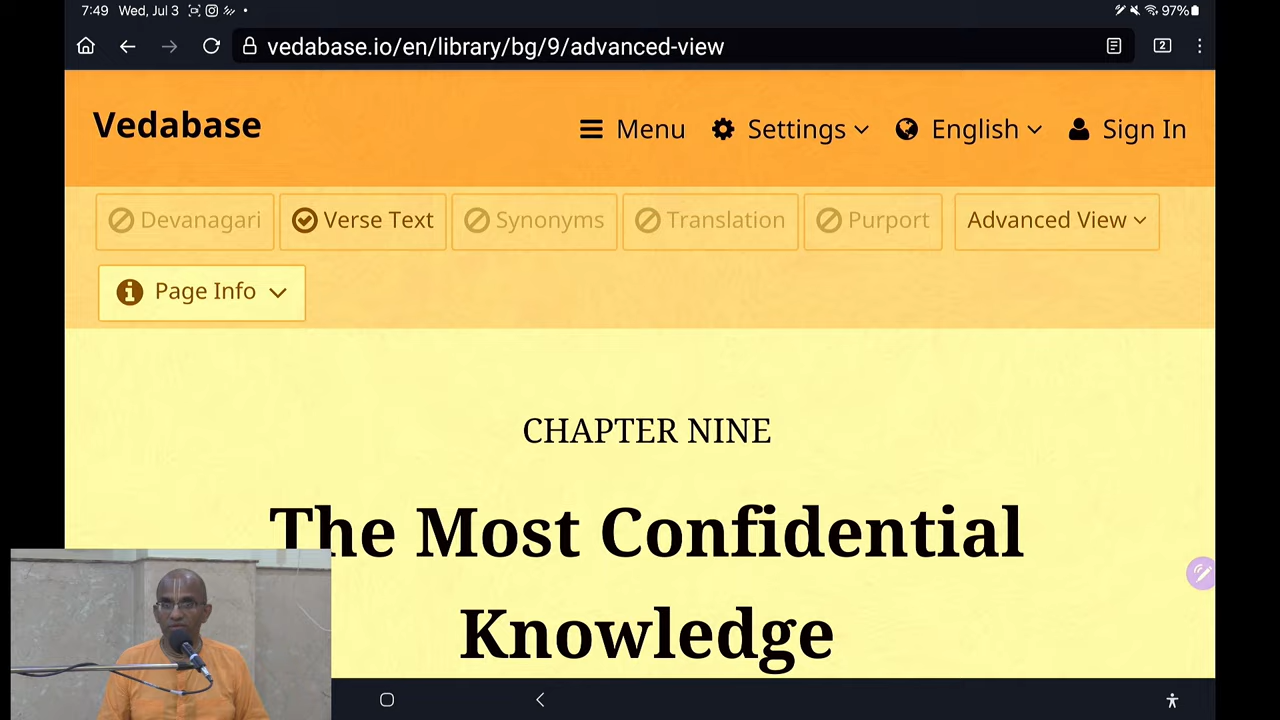 7:49 Wed, Jul 3 97%
vedabase.io/en/library/bg/9/advanced-view 2
Vedabase Menu Settings English Sign In
Devanagari Verse Text Synonyms Translation Purport Advanced View
Page Info
CHAPTER NINE
The Most Confidential
Knowledge